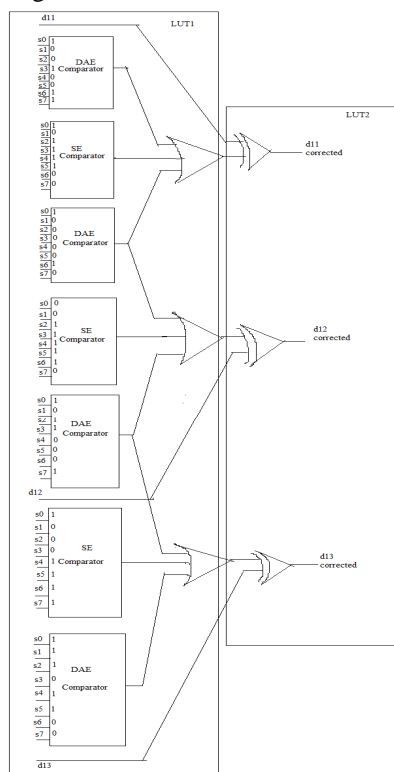 d11
LUT1
s0 1
s1 0
s2 0
s3 1
s4 0
s5 0
s6 1
s7 1
DAE
Comparator
LUT2
s0 1
s1 0
s2 1
s3 1
s4 1
s5 1
s6 0
s7 0
SE
Comparator
d11
corrected
s0 1
s1 0
s2 0
s3 0
s4 0
s5 0
s6 1
s7 0
DAE
Comparator
s0 0
s1 0
s2 1
s3 1
s4 1
s5 1
s6 1
s7 0
SE
Comparator
d12
corrected
s0 1
s1 0
s2 1
s3 1
s4 0
s5 0
s6 0
s7 1
DAE
Comparator
d12
s0 1
s1 0
s2 0
s3 0
s4 1
s5 1
s6 1
s7 1
SE
Comparator
d13
corrected
s0 1
s1 1
s2 1
s3 0
s4 1
s5 1
s6 0
s7 0
DAE
Comparator
d13